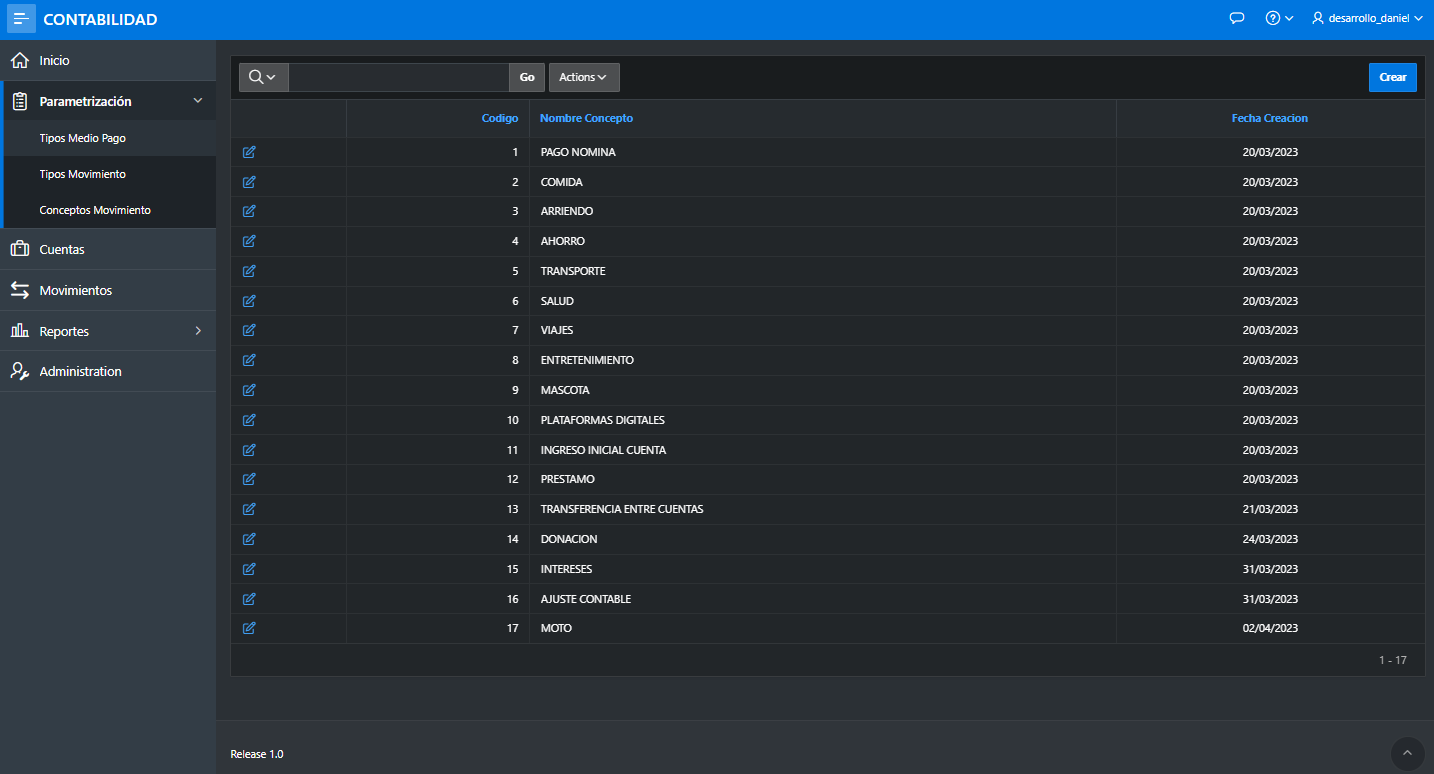 CONTABILIDAD
desarrollo_daniel
Inicio
Parametrización
Tipos Medio Pago
Tipos Movimiento
Conceptos Movimiento
Cuentas
Movimientos
Reportes
Administration
Go
Actions
Crear
Codigo Nombre Concepto Fecha Creacion
1 PAGO NOMINA 20/03/2023
2 COMIDA 20/03/2023
3 ARRIENDO 20/03/2023
4 AHORRO 20/03/2023
5 TRANSPORTE 20/03/2023
6 SALUD 20/03/2023
7 VIAJES 20/03/2023
8 ENTRETENIMIENTO 20/03/2023
9 MASCOTA 20/03/2023
10 PLATAFORMAS DIGITALES 20/03/2023
11 INGRESO INICIAL CUENTA 20/03/2023
12 PRESTAMO 20/03/2023
13 TRANSFERENCIA ENTRE CUENTAS 21/03/2023
14 DONACION 24/03/2023
15 INTERESES 31/03/2023
16 AJUSTE CONTABLE 31/03/2023
17 MOTO 02/04/2023
1 - 17
Release 1.0